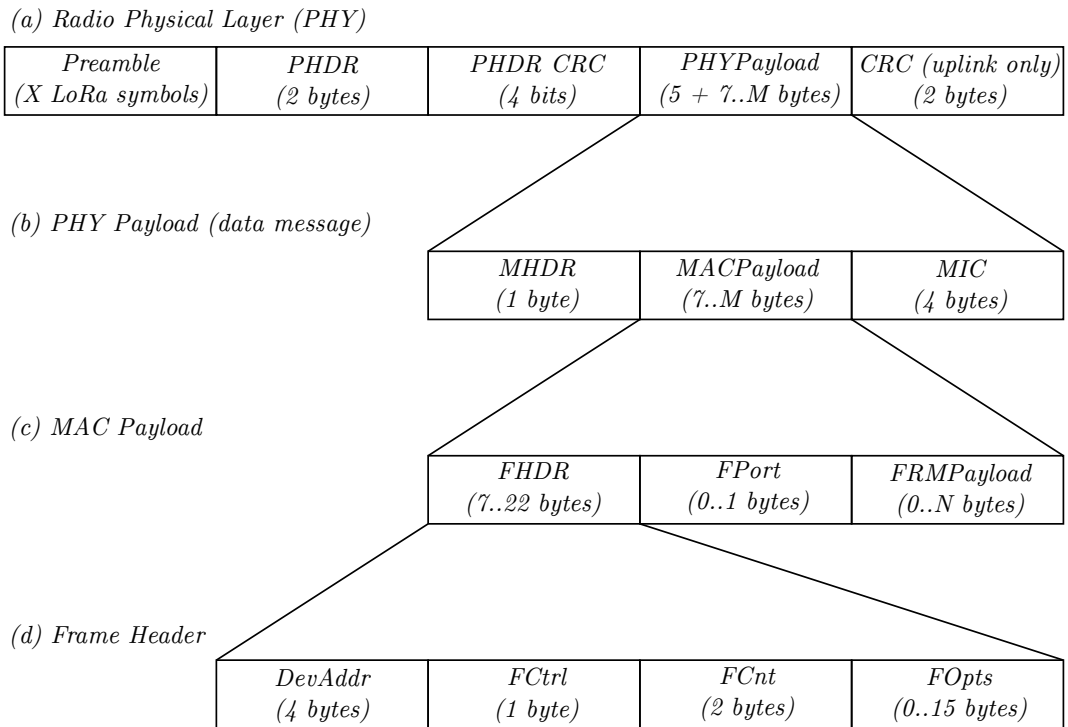 (a) Radio Physical Layer (PHY)
Preamble PHDR PHDR CRC PHYPayload CRC (uplink only)
(X LoRa symbols) (2 bytes) (4 bits) (5 + 7..M bytes) (2 bytes)
(b) PHY Payload (data message)
MHDR MACPayload MIC
(1 byte) (7..M bytes) (4 bytes)
(c) MAC Payload
FHDR FPort FRMPayload
(7..22 bytes) (0..1 bytes) (0..N bytes)
(d) Frame Header
DevAddr FCtrl FCnt FOpts
(4 bytes) (1 byte) (2 bytes) (0..15 bytes)